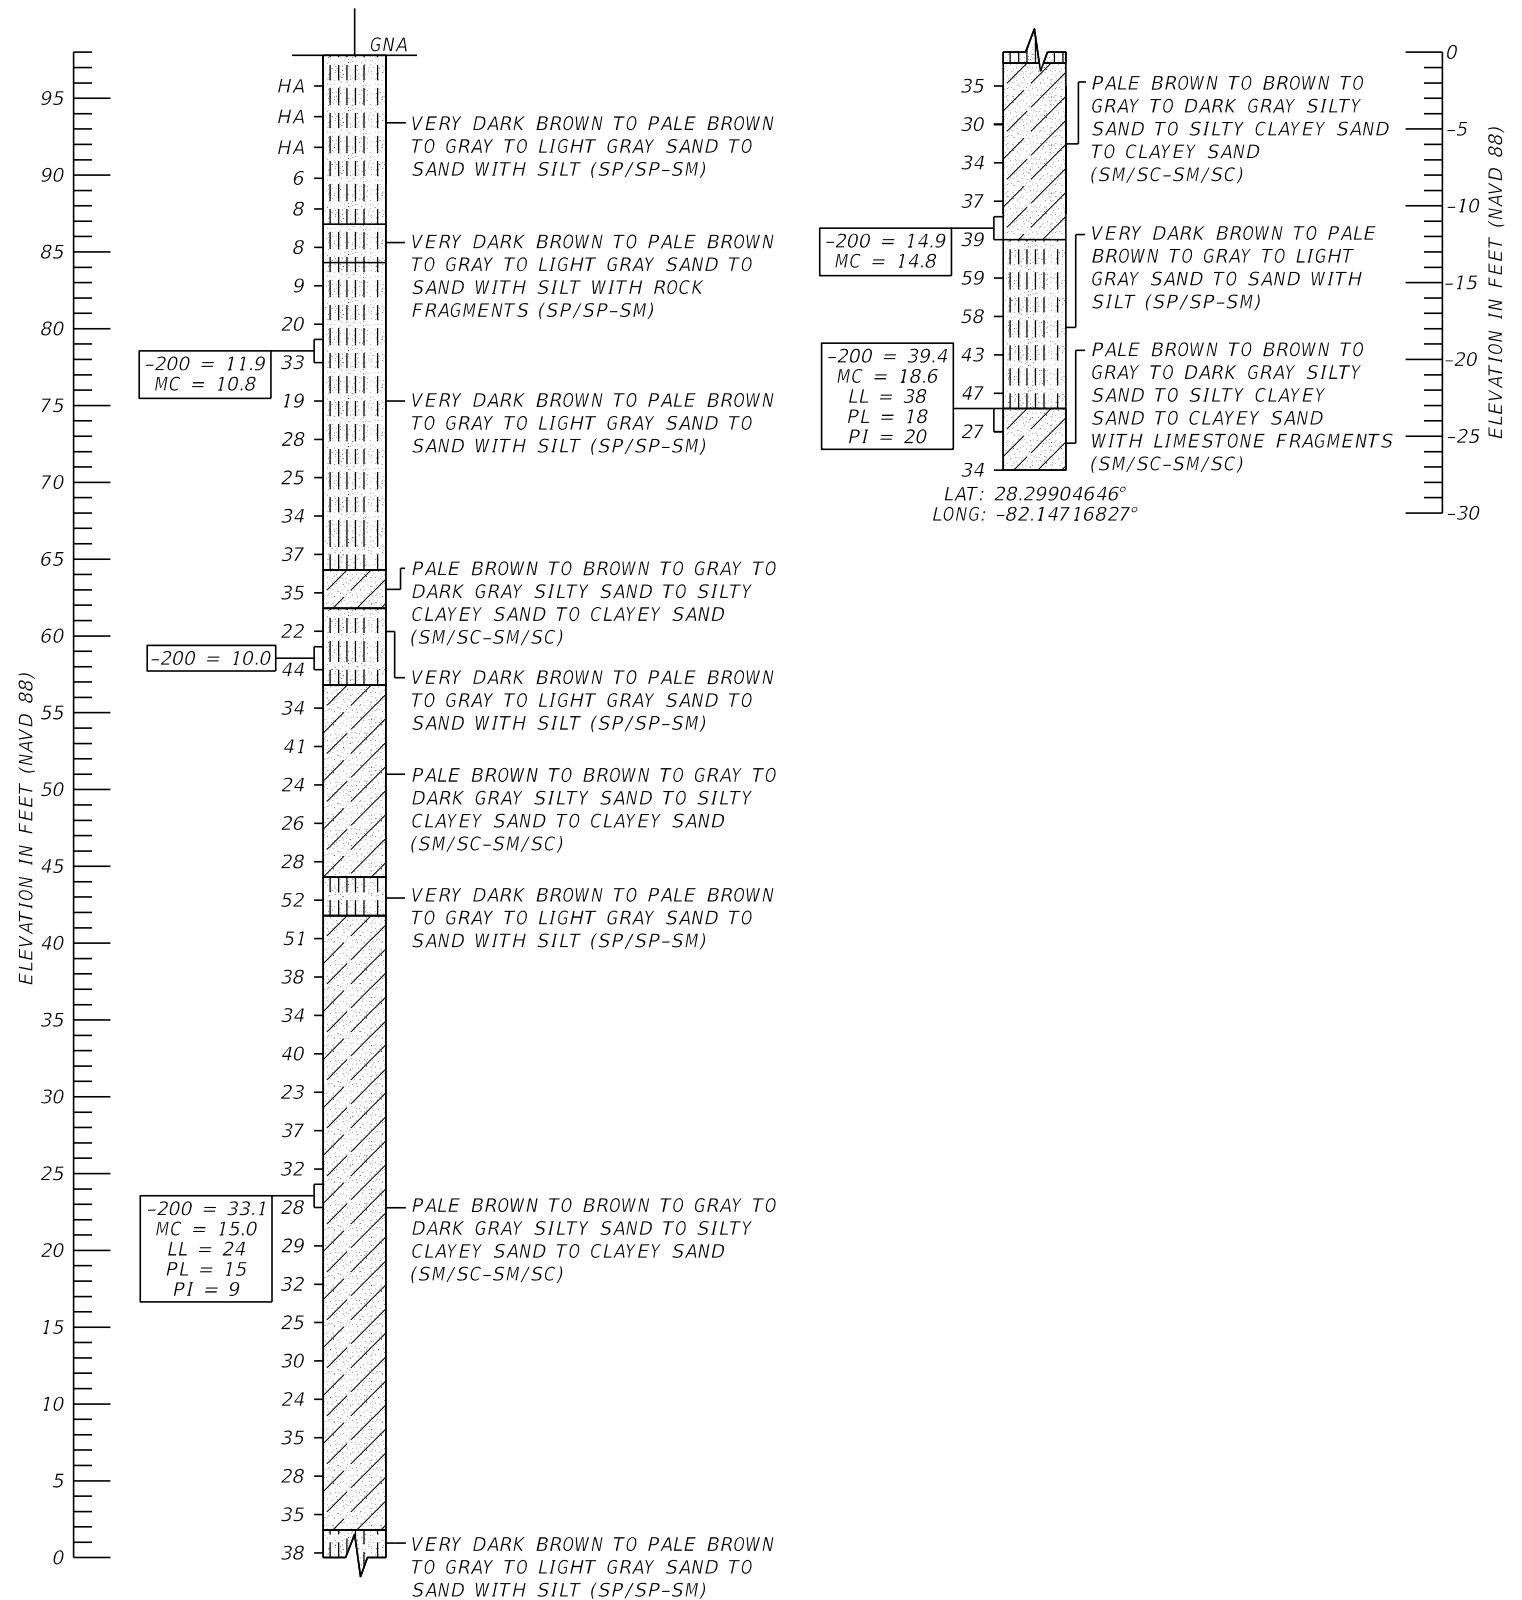 GNA
95
90
85
80
75
70
65
60
55
50
45
40
35
30
25
20
15
10
5
0
ELEVATION IN FEET (NAVD 88)
HA
HA
HA
6
8
8
9
20
33
19
28
25
34
37
35
22
44
34
41
24
26
28
52
51
38
34
40
23
37
32
28
29
32
25
30
24
35
28
35
38
-200 = 11.9
MC = 10.8
-200 = 10.0
-200 = 33.1
MC = 15.0
LL = 24
PL = 15
PI = 9
VERY DARK BROWN TO PALE BROWN
TO GRAY TO LIGHT GRAY SAND TO
SAND WITH SILT (SP/SP-SM)
VERY DARK BROWN TO PALE BROWN
TO GRAY TO LIGHT GRAY SAND TO
SAND WITH SILT WITH ROCK
FRAGMENTS (SP/SP-SM)
VERY DARK BROWN TO PALE BROWN
TO GRAY TO LIGHT GRAY SAND TO
SAND WITH SILT (SP/SP-SM)
PALE BROWN TO BROWN TO GRAY TO
DARK GRAY SILTY SAND TO SILTY
CLAYEY SAND TO CLAYEY SAND
(SM/SC-SM/SC)
VERY DARK BROWN TO PALE BROWN
TO GRAY TO LIGHT GRAY SAND TO
SAND WITH SILT (SP/SP-SM)
PALE BROWN TO BROWN TO GRAY TO
DARK GRAY SILTY SAND TO SILTY
CLAYEY SAND TO CLAYEY SAND
(SM/SC-SM/SC)
VERY DARK BROWN TO PALE BROWN
TO GRAY TO LIGHT GRAY SAND TO
SAND WITH SILT (SP/SP-SM)
PALE BROWN TO BROWN TO GRAY TO
DARK GRAY SILTY SAND TO SILTY
CLAYEY SAND TO CLAYEY SAND
(SM/SC-SM/SC)
VERY DARK BROWN TO PALE BROWN
TO GRAY TO LIGHT GRAY SAND TO
SAND WITH SILT (SP/SP-SM)
35
30
34
37
39
59
58
43
47
27
34
-200 = 14.9
MC = 14.8
-200 = 39.4
MC = 18.6
LL = 38
PL = 18
PI = 20
PALE BROWN TO BROWN TO
GRAY TO DARK GRAY SILTY
SAND TO SILTY CLAYEY SAND
TO CLAYEY SAND
(SM/SC-SM/SC)
VERY DARK BROWN TO PALE
BROWN TO GRAY TO LIGHT
GRAY SAND TO SAND WITH
SILT (SP/SP-SM)
PALE BROWN TO BROWN TO
GRAY TO DARK GRAY SILTY
SAND TO SILTY CLAYEY
SAND TO CLAYEY SAND
WITH LIMESTONE FRAGMENTS
(SM/SC-SM/SC)
LAT: 28.29904646°
LONG: -82.14716827°
0
-5
-10
-15
-20
-25
-30
ELEVATION IN FEET (NAVD 88)